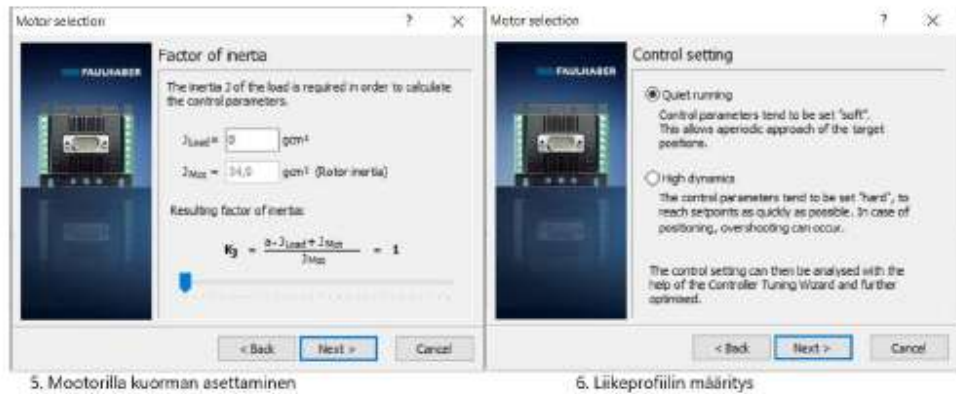 Motor selection ? ×
FAULHABER
Factor of inertia
The inertia J of the load is required in order to calculate
the control parameters.
JLoad = 0 gcm²
JMot = 34,0 gcm² (Rotor inertia)
Resulting factor of inertia:
KJ = a·JLoad + JMot / JMot = 1
< Back Next > Cancel
5. Mootorilla kuorman asettaminen
Motor selection ? ×
FAULHABER
Control setting
Quiet running
Control parameters tend to be set "soft".
This allows aperiodic approach of the target
positions.
High dynamics
The control parameters tend to be set "hard", to
reach setpoints as quickly as possible. In case of
positioning, overshooting can occur.
The control setting can then be analysed with the
help of the Controller Tuning Wizard and further
optimised.
< Back Next > Cancel
6. Liikeprofiilin määritys